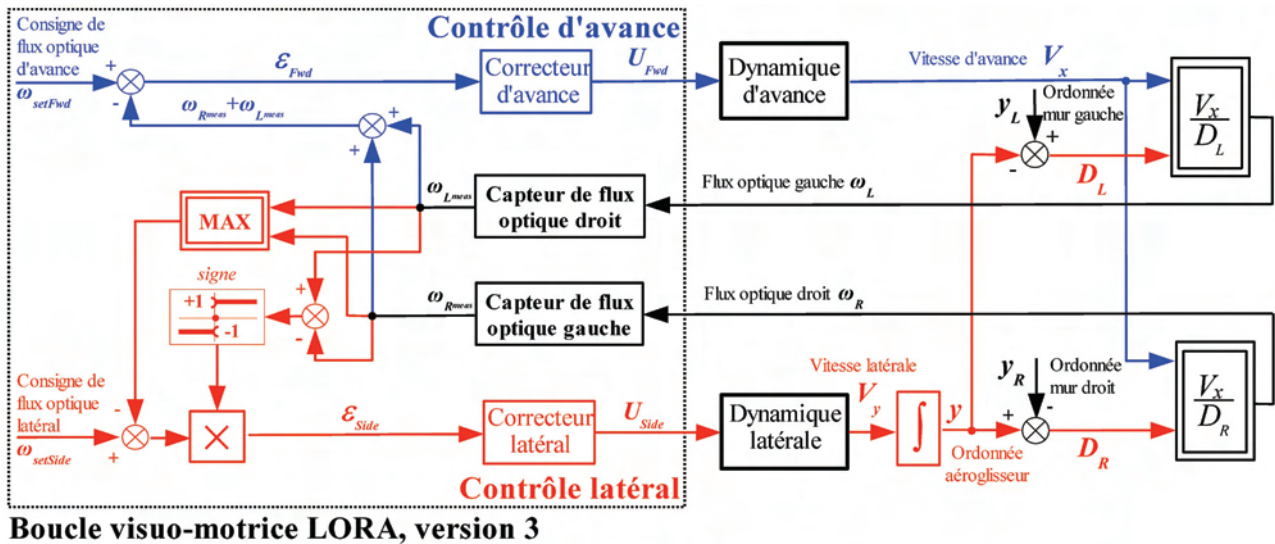 Consigne de
flux optique
d'avance
ω_setFwd
+
-
ε_Fwd
Contrôle d'avance
Correcteur
d'avance
U_Fwd
Dynamique
d'avance
Vitesse d'avance V_x
y_L
Ordonnée
mur gauche
+
-
D_L
V_x
D_L
ω_Rmeas+ω_Lmeas
+
+
Flux optique gauche ω_L
ω_Lmeas
Capteur de flux
optique droit
MAX
signe
+1
-1
+
-
ω_Rmeas
Capteur de flux
optique gauche
Flux optique droit ω_R
Consigne de
flux optique
latéral
ω_setSide
-
+
×
ε_Side
Correcteur
latéral
U_Side
Contrôle latéral
Dynamique
latérale
Vitesse latérale
V_y
∫
y
Ordonnée
aéroglisseur
y_R
Ordonnée
mur droit
+
-
D_R
V_x
D_R
Boucle visuo-motrice LORA, version 3